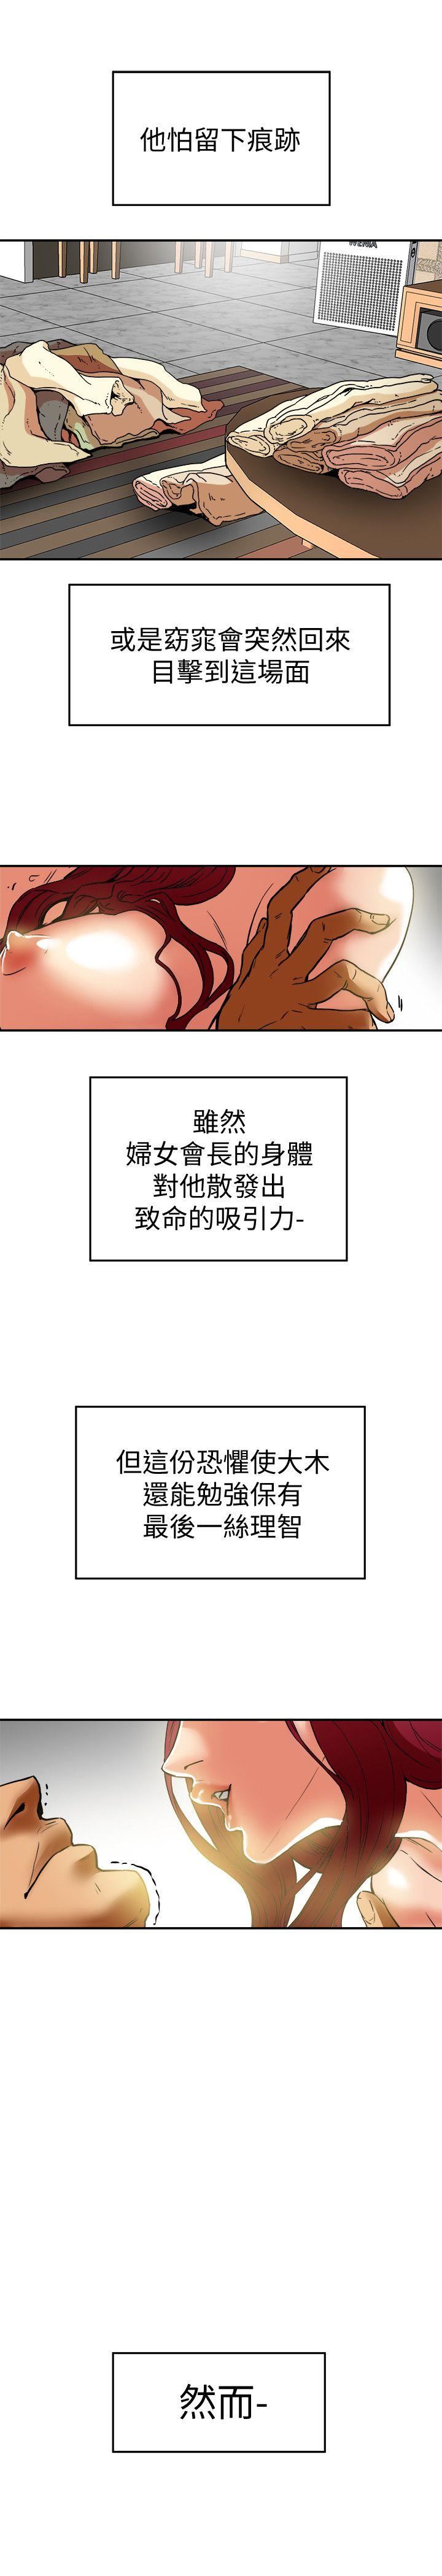 他怕留下痕跡
WEMA
或是窈窕會突然回來
目擊到這場面
雖然
婦女會長的身體
對他散發出
致命的吸引力-
但這份恐懼使大木
還能勉強保有
最後一絲理智
然而-